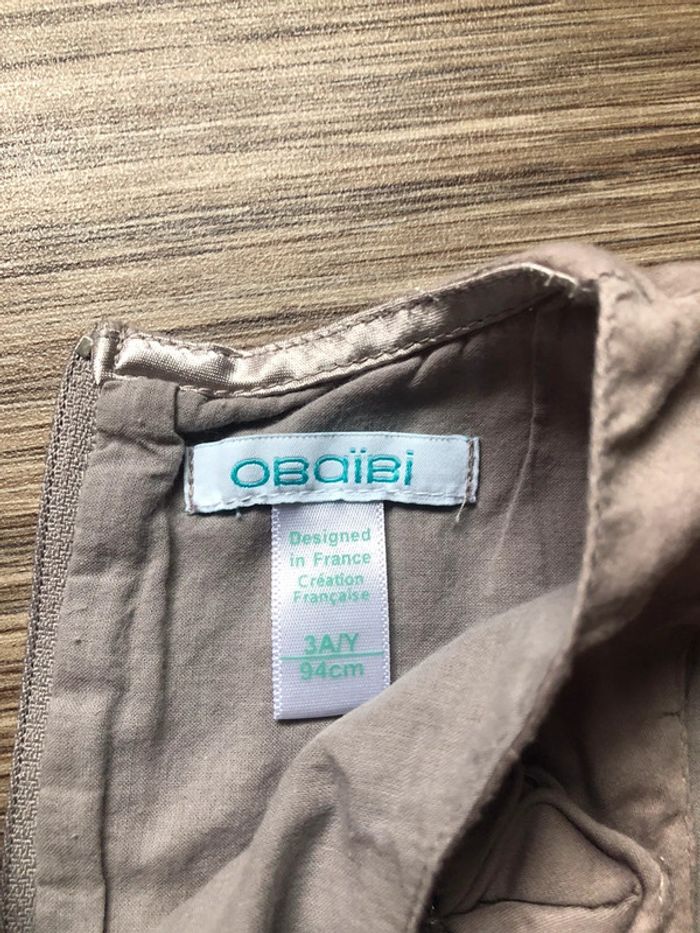 OBaïBi
Designed
in France
Création
Française
3A/Y
94cm